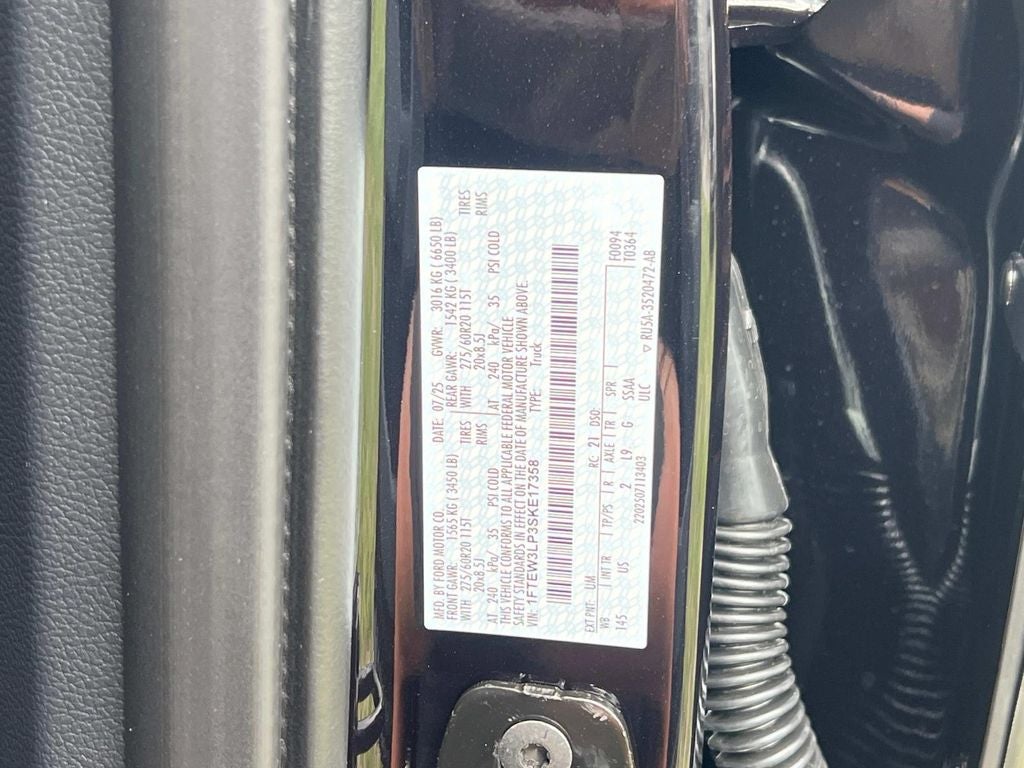 MFD. BY FORD MOTOR CO. DATE: 07/25 GVWR: 3016 KG ( 6650 LB)
FRONT GAWR: 1565 KG( 3450 LB) REAR GAWR: 1542 KG ( 3400 LB)
WITH 275/60R20 115T TIRES WITH 275/60R20 115T TIRES
20x8.5J RIMS 20x8.5J RIMS
AT 240 kPa/ 35 PSI COLD AT 240 kPa/ 35 PSI COLD
THIS VEHICLE CONFORMS TO ALL APPLICABLE FEDERAL MOTOR VEHICLE
SAFETY STANDARDS IN EFFECT ON THE DATE OF MANUFACTURE SHOWN ABOVE.
VIN: 1FTEW3LP3SKE17358 TYPE: Truck
F0094
T0364
EXT PNT: UM RC: 21 DSO:
WB INT TR TP/PS R AXLE TR SPR
145 US 2 L9 G SSAA
2202507113403 ULC ▽ RU5A-3520472-AB